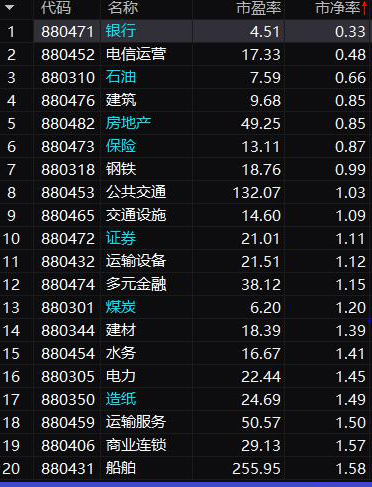 代码 名称 市盈率 市净率↑
1 880471 银行 4.51 0.33
2 880452 电信运营 17.33 0.48
3 880310 石油 7.59 0.66
4 880476 建筑 9.68 0.85
5 880482 房地产 49.25 0.85
6 880473 保险 13.11 0.87
7 880318 钢铁 18.76 0.99
8 880453 公共交通 132.07 1.03
9 880465 交通设施 14.60 1.09
10 880472 证券 21.01 1.11
11 880432 运输设备 21.51 1.12
12 880474 多元金融 38.12 1.15
13 880301 煤炭 6.20 1.20
14 880344 建材 18.39 1.39
15 880454 水务 16.67 1.41
16 880305 电力 22.44 1.45
17 880350 造纸 24.69 1.49
18 880459 运输服务 50.57 1.50
19 880406 商业连锁 29.13 1.57
20 880431 船舶 255.95 1.58